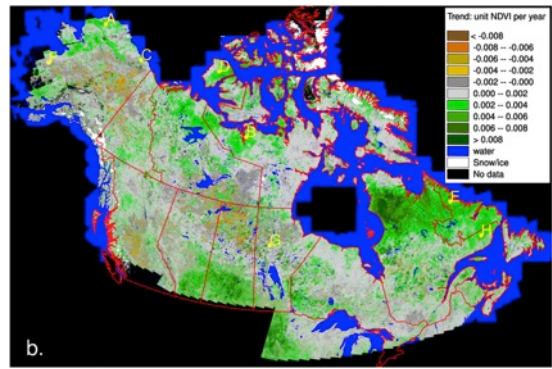 Trend: unit NDVI per year
< -0.008
-0.008 -- -0.006
-0.006 -- -0.004
-0.004 -- -0.002
-0.002 -- -0.000
0.000 -- 0.002
0.002 -- 0.004
0.004 -- 0.006
0.006 -- 0.008
> 0.008
water
Snow/ice
No data
A
C
D
E
H
G
b.